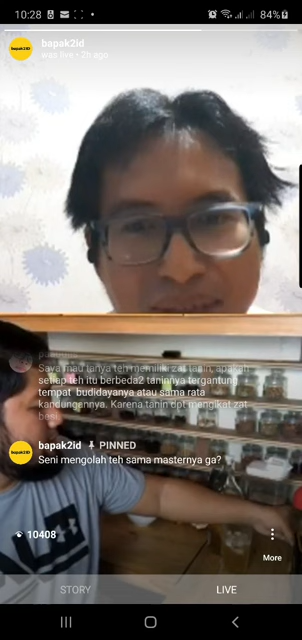 10:28
84%
bapak2id
bapak2id
was live • 2h ago
Saya mau tanya teh memiliki zat tanin, apakah
setiap teh itu berbeda2 taninnya tergantung
tempat budidayanya atau sama rata
kandungannya. Karena tanin dpt mengikat zat
besi
bapak2id
bapak2id PINNED
Seni mengolah teh sama masternya ga?
10408
More
STORY
LIVE